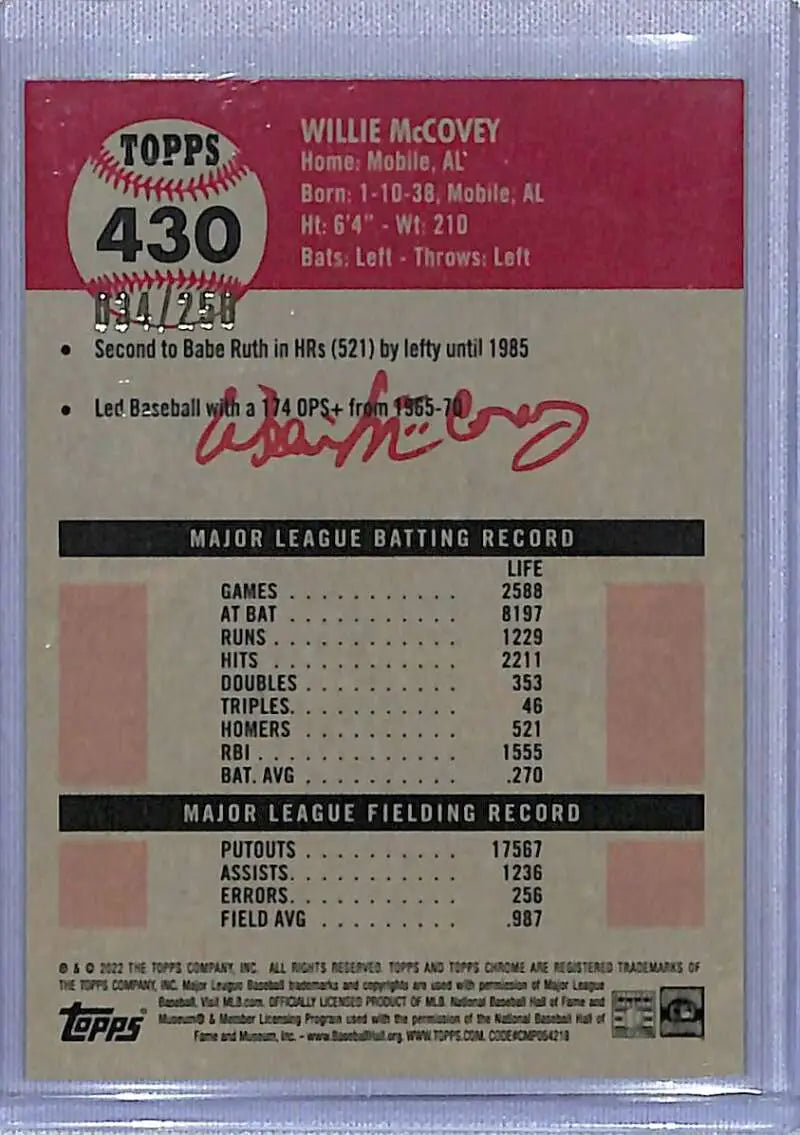 TOPPS
430
WILLIE McCOVEY
Home: Mobile, AL
Born: 1-10-38, Mobile, AL
Ht: 6'4" - Wt: 210
Bats: Left - Throws: Left
094/250
• Second to Babe Ruth in HRs (521) by lefty until 1985
• Led Baseball with a 174 OPS+ from 1965-70
Willie McCovey
MAJOR LEAGUE BATTING RECORD
LIFE
GAMES . . . . . . . . . . . 2588
AT BAT . . . . . . . . . . . 8197
RUNS . . . . . . . . . . . . 1229
HITS . . . . . . . . . . . . 2211
DOUBLES . . . . . . . . . . 353
TRIPLES. . . . . . . . . . . 46
HOMERS . . . . . . . . . . 521
RBI . . . . . . . . . . . . . 1555
BAT. AVG . . . . . . . . . . .270
MAJOR LEAGUE FIELDING RECORD
PUTOUTS . . . . . . . . . . 17567
ASSISTS. . . . . . . . . . . 1236
ERRORS. . . . . . . . . . . 256
FIELD AVG . . . . . . . . . .987
® & © 2022 THE TOPPS COMPANY, INC. ALL RIGHTS RESERVED. TOPPS AND TOPPS CHROME ARE REGISTERED TRADEMARKS OF
THE TOPPS COMPANY, INC. Major League Baseball trademarks and copyrights are used with permission of Major League
Baseball. Visit MLB.com. OFFICIALLY LICENSED PRODUCT OF MLB. National Baseball Hall of Fame and
Museum® & Member Licensing Program used with the permission of the National Baseball Hall of
Fame and Museum, Inc. - www.BaseballHall.org. WWW.TOPPS.COM. CODE#CMP064218
TOPPS